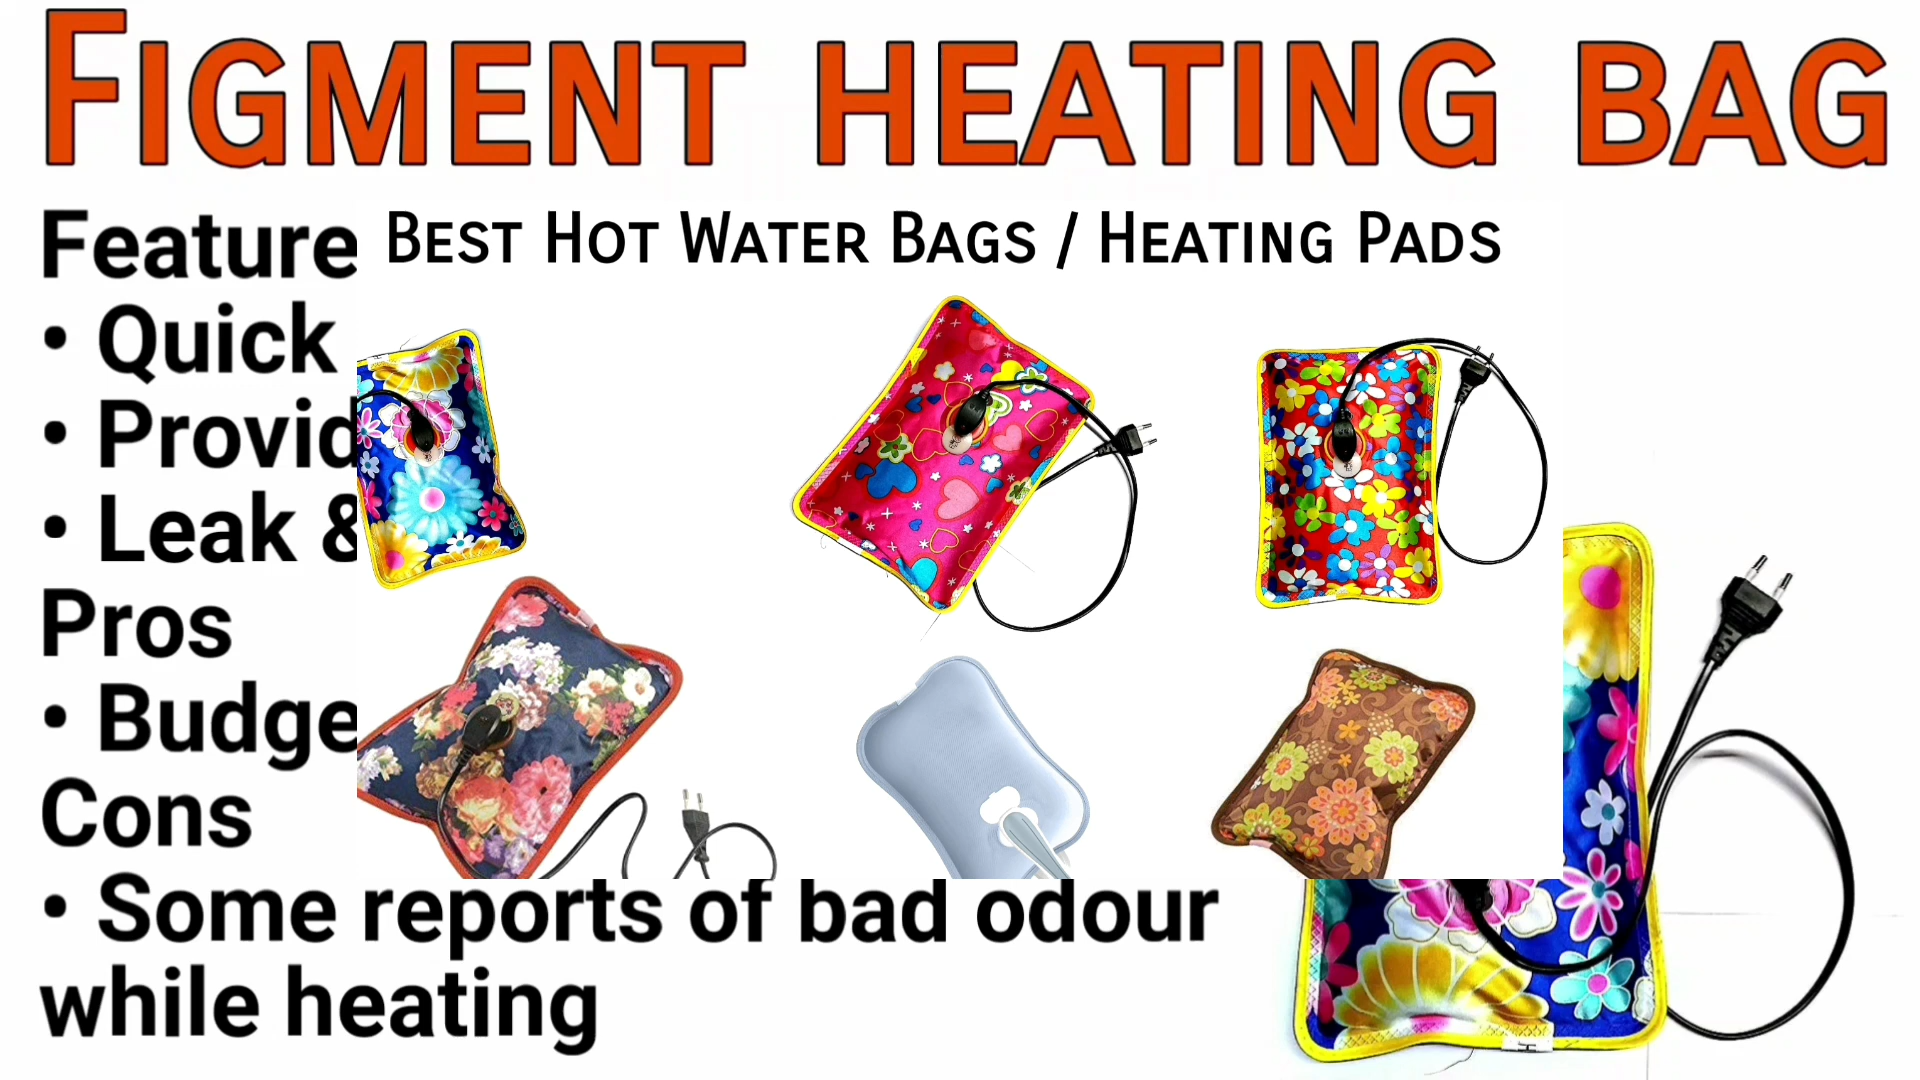 FIGMENT HEATING BAG
BEST HOT WATER BAGS / HEATING PADS
Feature
• Quick
• Provid
• Leak &
Pros
• Budge
Cons
• Some reports of bad odour
while heating